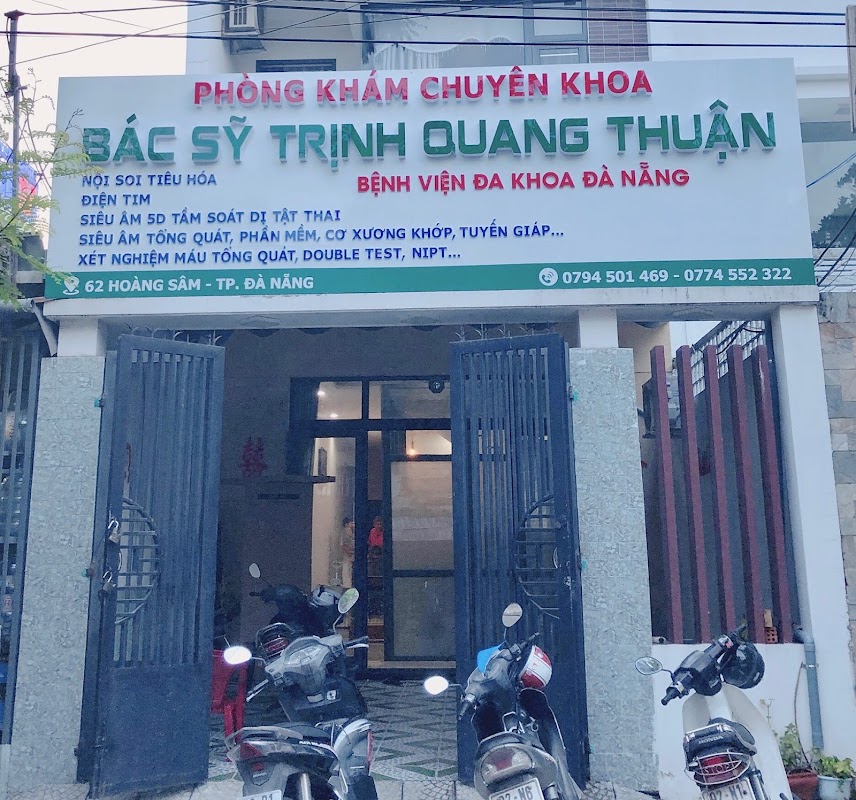 PHÒNG KHÁM CHUYÊN KHOA
BÁC SỸ TRỊNH QUANG THUẬN
BỆNH VIỆN ĐA KHOA ĐÀ NẴNG
NỘI SOI TIÊU HÓA
ĐIỆN TIM
SIÊU ÂM 5D TẦM SOÁT DỊ TẬT THAI
SIÊU ÂM TỔNG QUÁT, PHẦN MỀM, CƠ XƯƠNG KHỚP, TUYẾN GIÁP...
XÉT NGHIỆM MÁU TỔNG QUÁT, DOUBLE TEST, NIPT...
62 HOÀNG SÂM - TP. ĐÀ NẴNG
0794 501 469 - 0774 552 322
HONDA